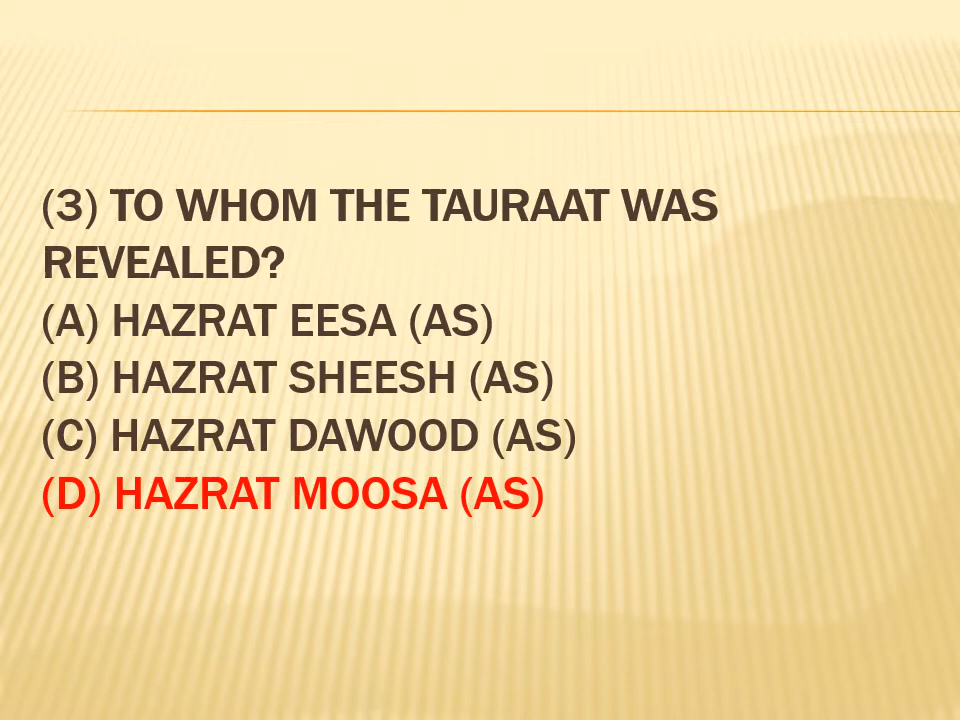 (3) TO WHOM THE TAURAAT WAS
REVEALED?
(A) HAZRAT EESA (AS)
(B) HAZRAT SHEESH (AS)
(C) HAZRAT DAWOOD (AS)
(D) HAZRAT MOOSA (AS)